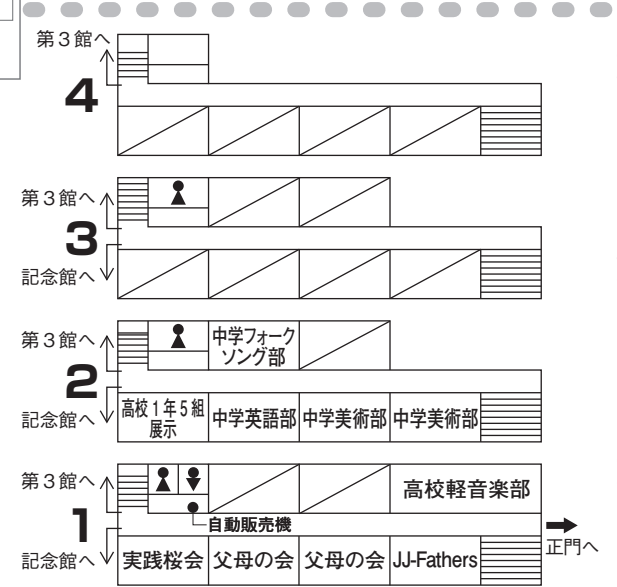 第3館へ
4
第3館へ
3
記念館へ
第3館へ
中学フォーク
ソング部
2
記念館へ
高校1年5組
展示
中学英語部
中学美術部
中学美術部
第3館へ
高校軽音楽部
1
自動販売機
正門へ
記念館へ
実践桜会
父母の会
父母の会
JJ-Fathers